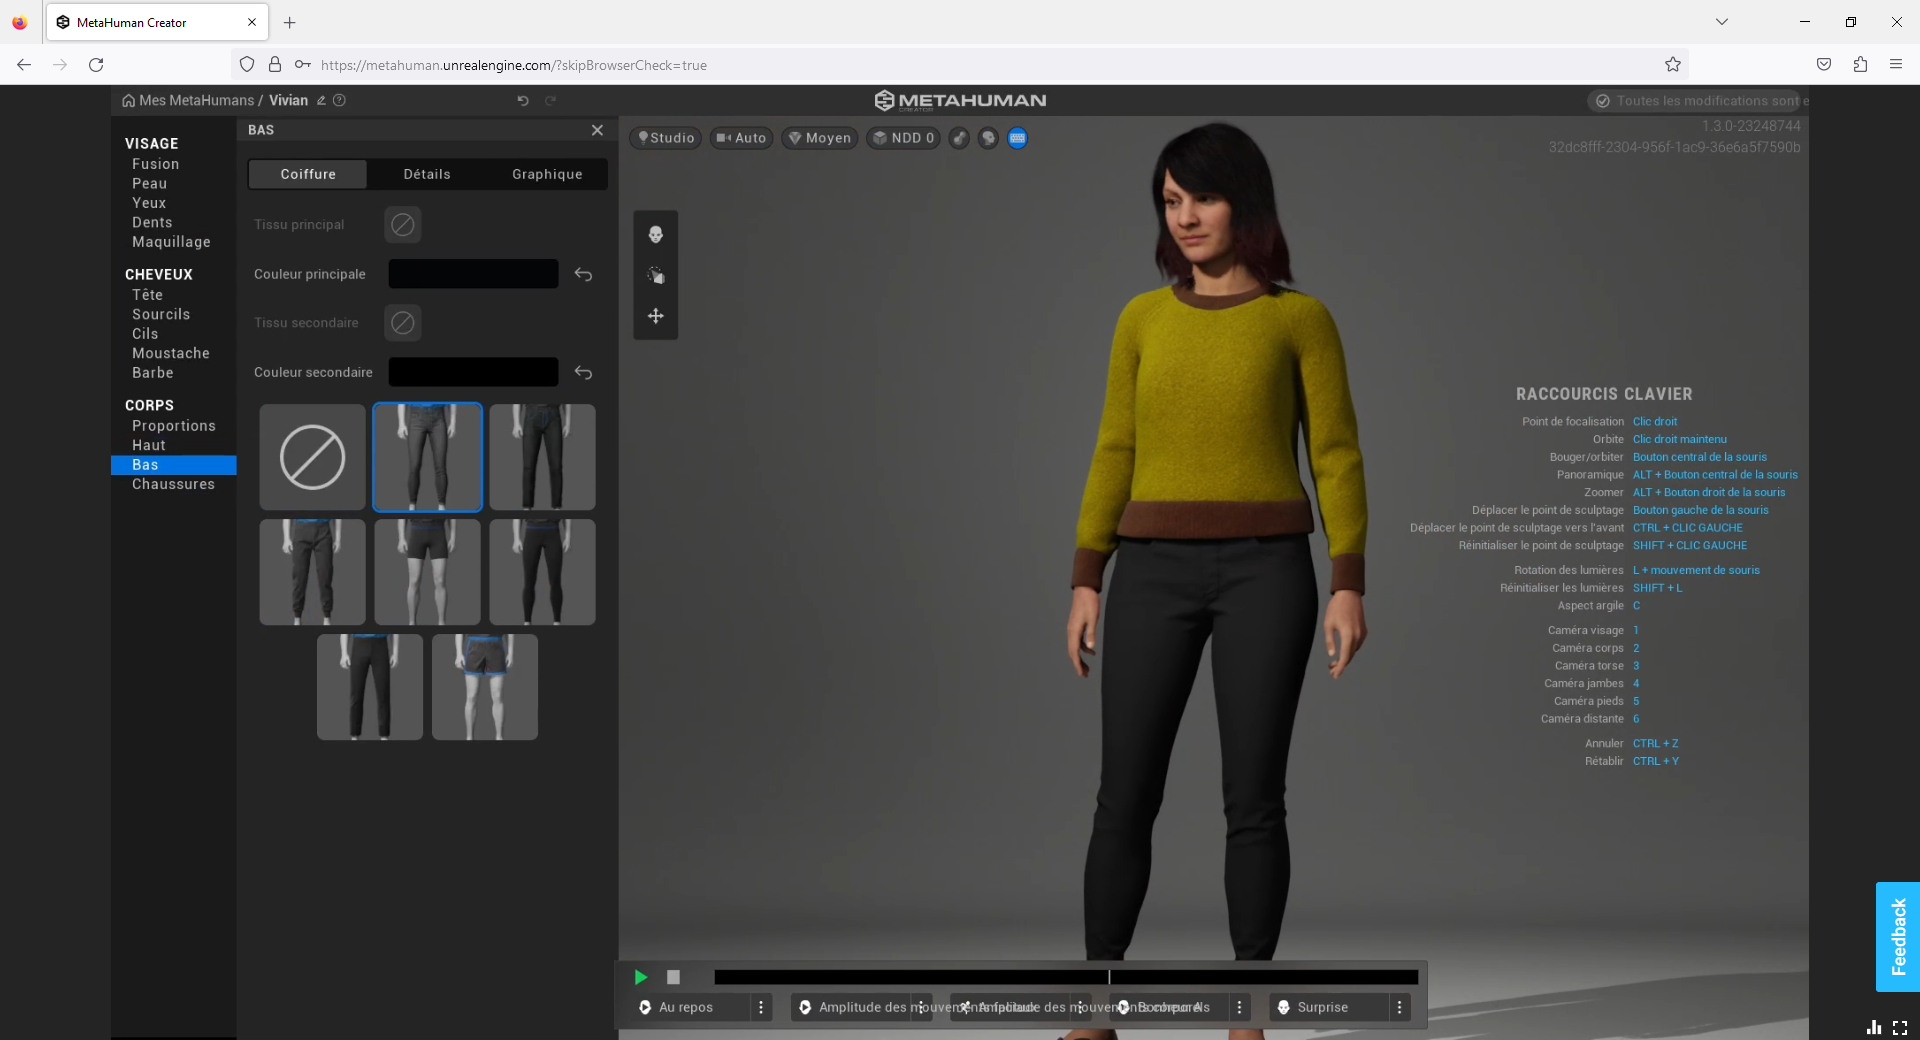 MetaHuman Creator
https://metahuman.unrealengine.com/?skipBrowserCheck=true
Mes MetaHumans / Vivian
METAHUMAN
CREATOR
Toutes les modifications sont e
1.3.0-23248744
32dc8fff-2304-956f-1ac9-36e6a5f7590b
VISAGE
Fusion
Peau
Yeux
Dents
Maquillage
CHEVEUX
Tête
Sourcils
Cils
Moustache
Barbe
CORPS
Proportions
Haut
Bas
Chaussures
BAS
Coiffure
Détails
Graphique
Tissu principal
Couleur principale
Tissu secondaire
Couleur secondaire
Studio
Auto
Moyen
NDD 0
RACCOURCIS CLAVIER
Point de focalisation Clic droit
Orbite Clic droit maintenu
Bouger/orbiter Bouton central de la souris
Panoramique ALT + Bouton central de la souris
Zoomer ALT + Bouton droit de la souris
Déplacer le point de sculptage Bouton gauche de la souris
Déplacer le point de sculptage vers l'avant CTRL + CLIC GAUCHE
Réinitialiser le point de sculptage SHIFT + CLIC GAUCHE
Rotation des lumières L + mouvement de souris
Réinitialiser les lumières SHIFT + L
Aspect argile C
Caméra visage 1
Caméra corps 2
Caméra torse 3
Caméra jambes 4
Caméra pieds 5
Caméra distante 6
Annuler CTRL + Z
Rétablir CTRL + Y
Au repos
Amplitude des mouvements faciaux
Amplitude des mouvements corporels
Bonheur A
Surprise
Feedback